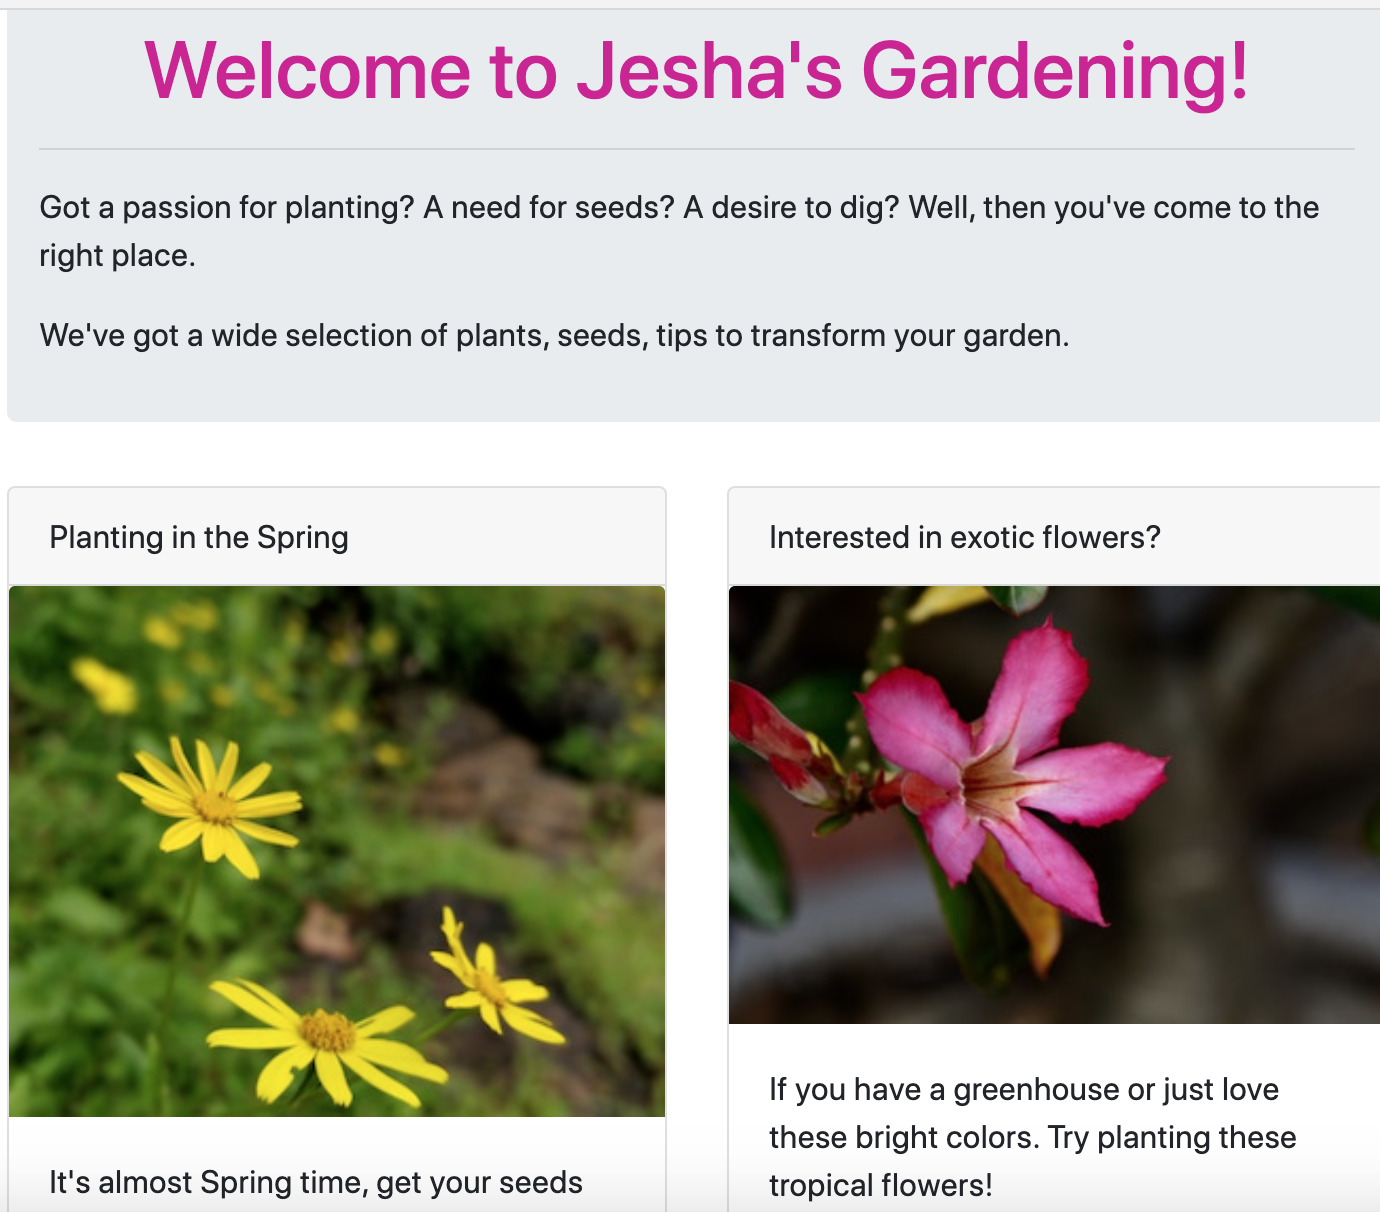 Welcome to Jesha's Gardening!
Got a passion for planting? A need for seeds? A desire to dig? Well, then you've come to the
right place.
We've got a wide selection of plants, seeds, tips to transform your garden.
Planting in the Spring
It's almost Spring time, get your seeds
Interested in exotic flowers?
If you have a greenhouse or just love
these bright colors. Try planting these
tropical flowers!